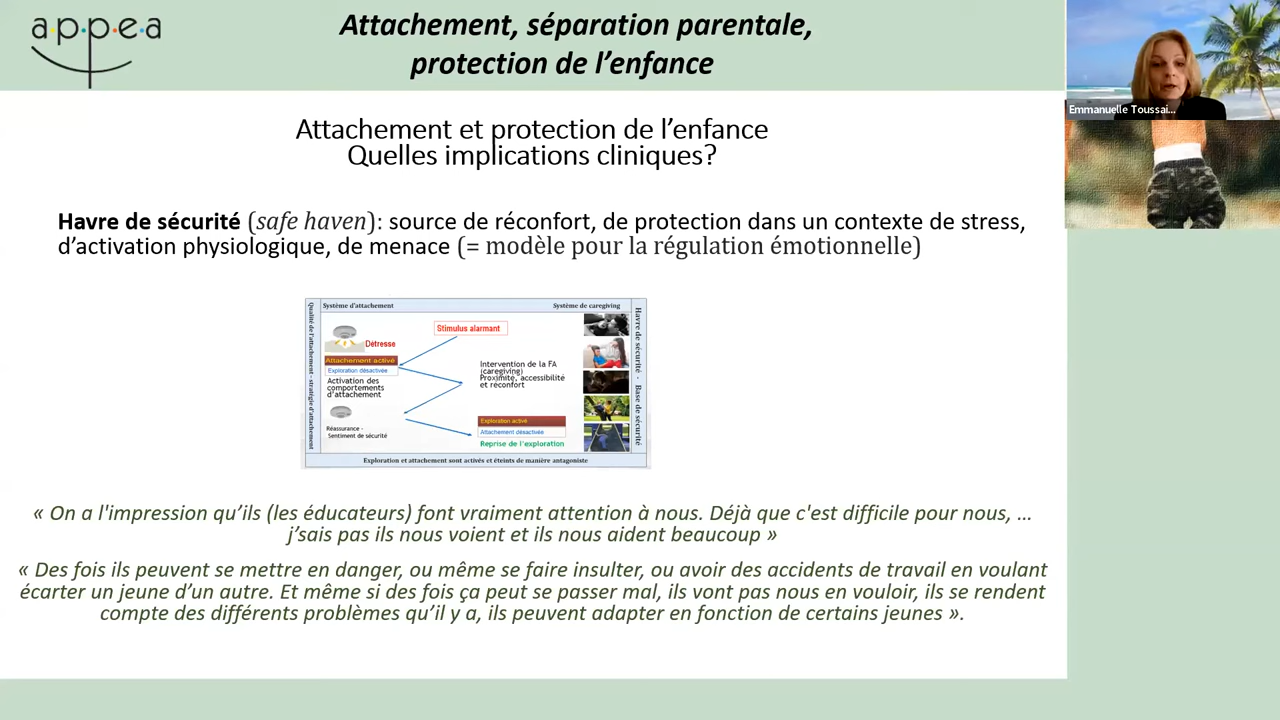 a.p.p.e.a
Attachement, séparation parentale,
protection de l'enfance
Emmanuelle Toussai...
Attachement et protection de l'enfance
Quelles implications cliniques?
Havre de sécurité (safe haven): source de réconfort, de protection dans un contexte de stress,
d'activation physiologique, de menace (= modèle pour la régulation émotionnelle)
Système d'attachement
Système de caregiving
Qualité de l'attachement - stratégie d'attachement
Stimulus alarmant
Détresse
Attachement activé
Exploration désactivée
Activation des
comportements
d'attachement
Intervention de la FA
(caregiving)
Proximité, accessibilité
et réconfort
Réassurance -
Sentiment de sécurité
Exploration activé
Attachement désactivée
Reprise de l'exploration
Havre de sécurité - Base de sécurité
Exploration et attachement sont activés et éteints de manière antagoniste
« On a l'impression qu'ils (les éducateurs) font vraiment attention à nous. Déjà que c'est difficile pour nous, ...
j'sais pas ils nous voient et ils nous aident beaucoup »
« Des fois ils peuvent se mettre en danger, ou même se faire insulter, ou avoir des accidents de travail en voulant
écarter un jeune d'un autre. Et même si des fois ça peut se passer mal, ils vont pas nous en vouloir, ils se rendent
compte des différents problèmes qu'il y a, ils peuvent adapter en fonction de certains jeunes ».